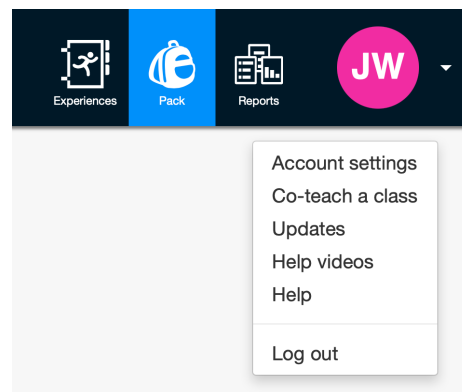 JW
Experiences
Pack
Reports
Account settings
Co-teach a class
Updates
Help videos
Help
Log out